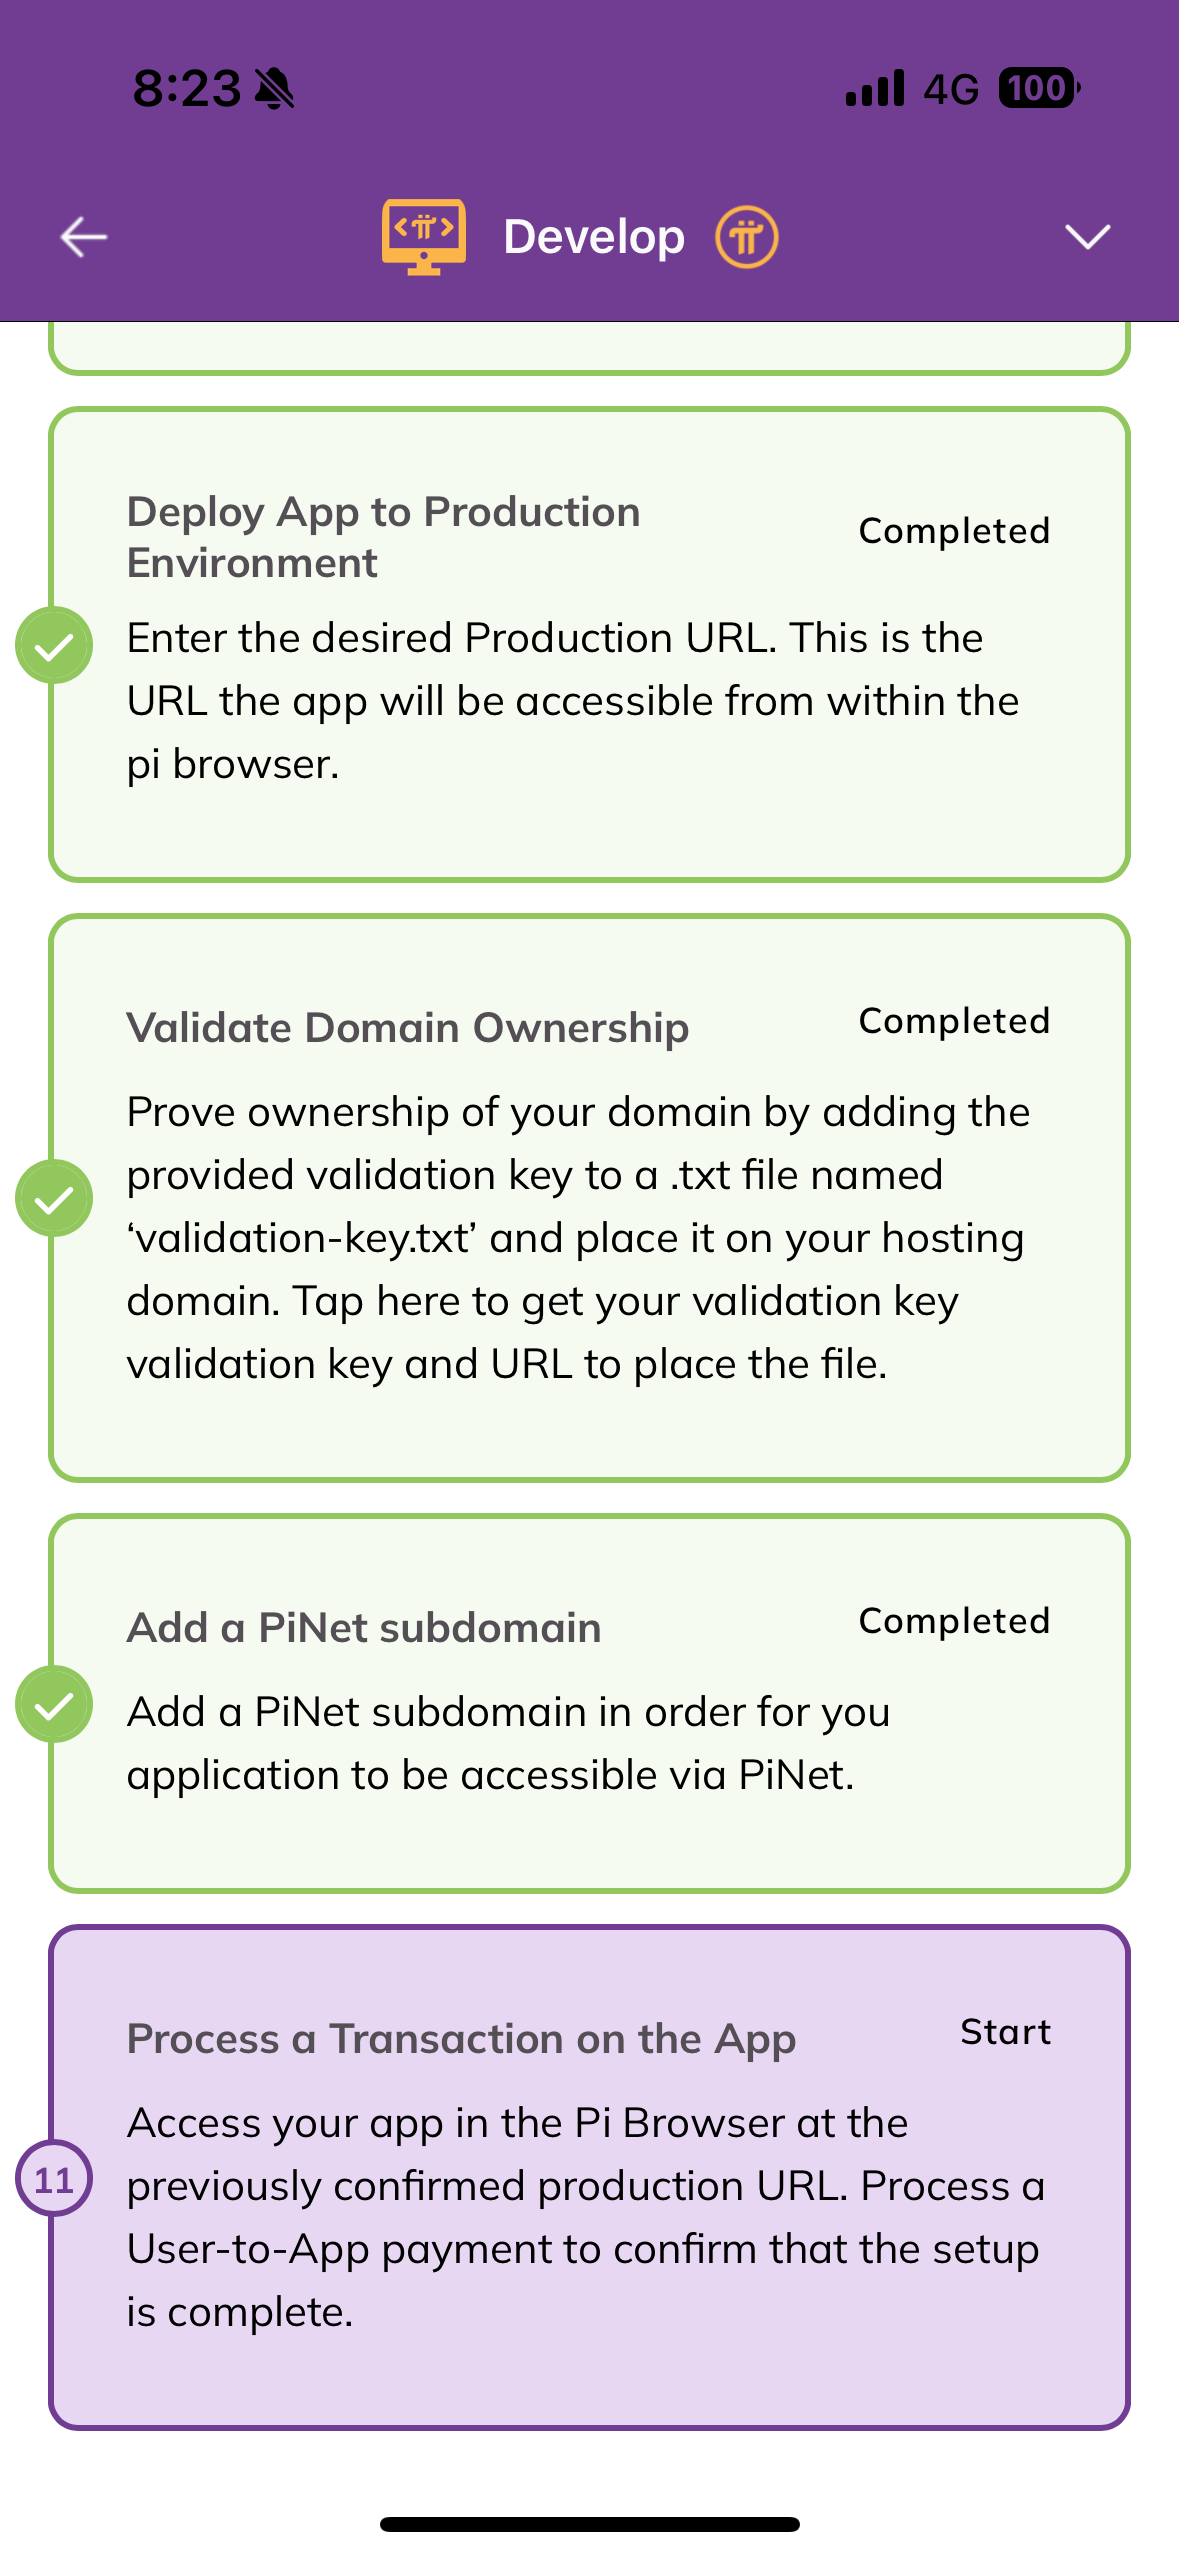 8:23
4G
100
Develop
Deploy App to Production
Environment
Completed
Enter the desired Production URL. This is the
URL the app will be accessible from within the
pi browser.
Validate Domain Ownership
Completed
Prove ownership of your domain by adding the
provided validation key to a .txt file named
‘validation-key.txt’ and place it on your hosting
domain. Tap here to get your validation key
validation key and URL to place the file.
Add a PiNet subdomain
Completed
Add a PiNet subdomain in order for you
application to be accessible via PiNet.
Process a Transaction on the App
Start
11
Access your app in the Pi Browser at the
previously confirmed production URL. Process a
User-to-App payment to confirm that the setup
is complete.